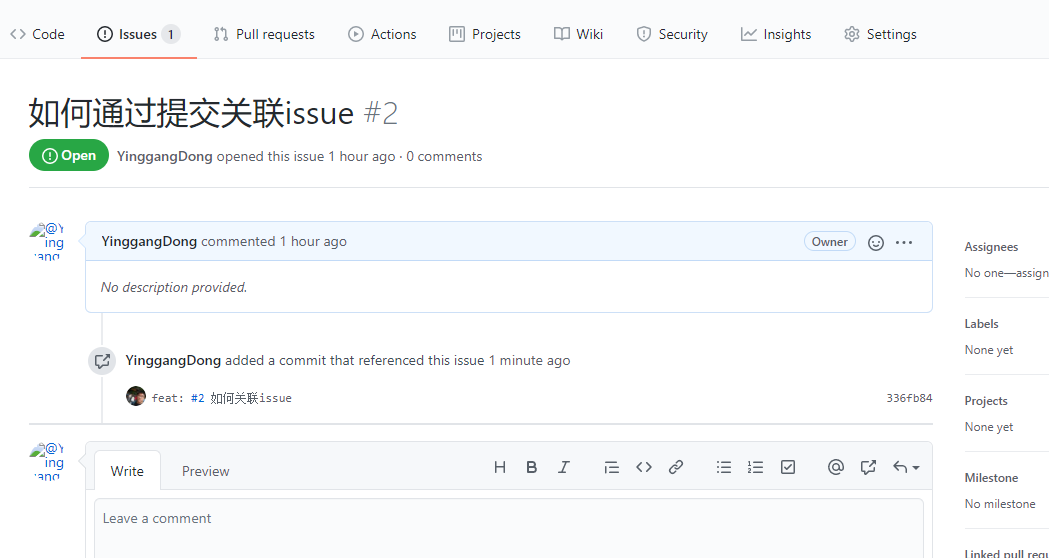 Code Issues 1 Pull requests Actions Projects Wiki Security Insights Settings
如何通过提交关联issue #2
Open YinggangDong opened this issue 1 hour ago · 0 comments
@Y
ing
gang
YinggangDong commented 1 hour ago Owner
No description provided.
YinggangDong added a commit that referenced this issue 1 minute ago
feat: #2 如何关联issue 336fb84
@Y
ing
gang
Write Preview
Leave a comment
Assignees
No one—assign
Labels
None yet
Projects
None yet
Milestone
No milestone
Linked pull requ